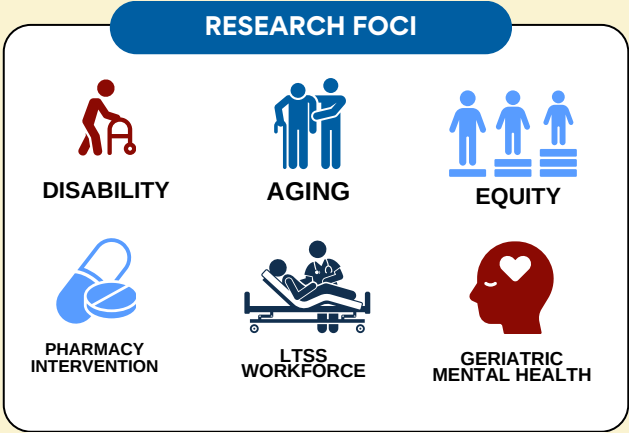 RESEARCH FOCI
DISABILITY
AGING
EQUITY
PHARMACY
INTERVENTION
LTSS
WORKFORCE
GERIATRIC
MENTAL HEALTH